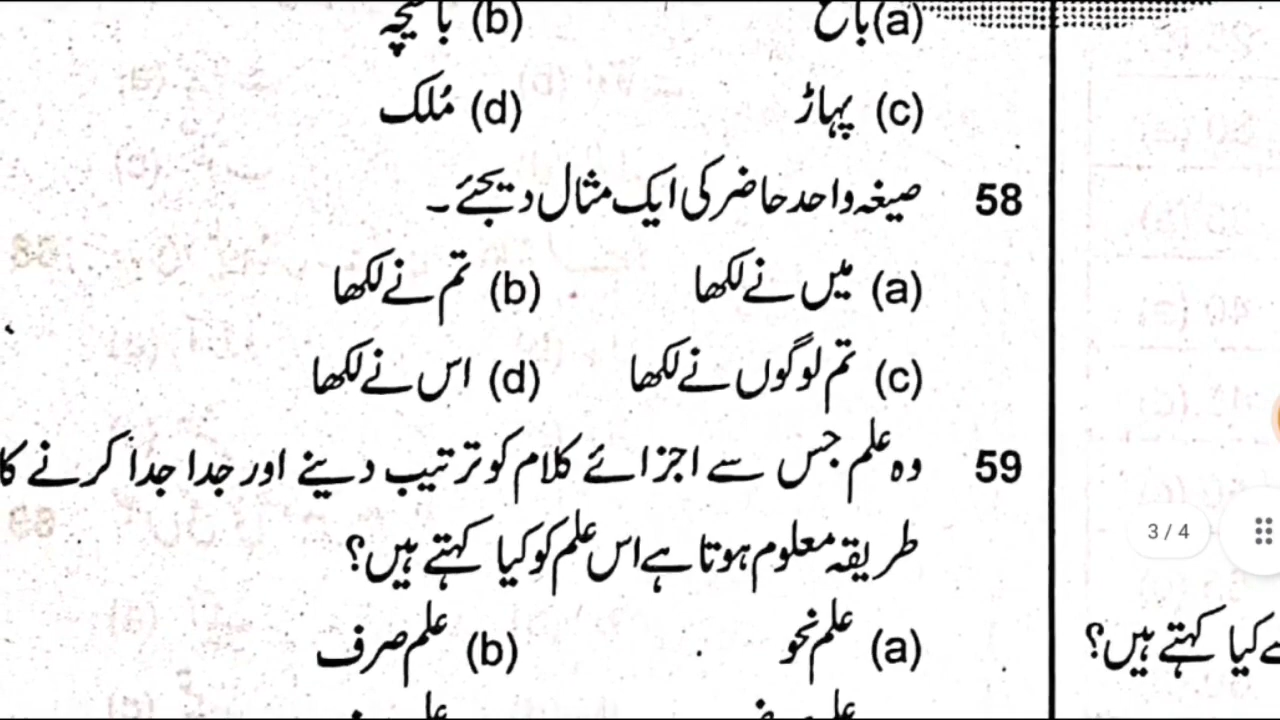 (a) باغ (b) باغیچہ
(c) پہاڑ (d) مُلک
58 صیغہ واحد حاضر کی ایک مثال دیجئے۔
(a) میں نے لکھا (b) تم نے لکھا
(c) تم لوگوں نے لکھا (d) اس نے لکھا
59 وہ علم جس سے اجزائے کلام کو ترتیب دینے اور جدا جدا کرنے کا
طریقہ معلوم ہوتا ہے اس علم کو کیا کہتے ہیں؟
(a) علم نحو (b) علم صرف
کیا کہتے ہیں؟
3 / 4